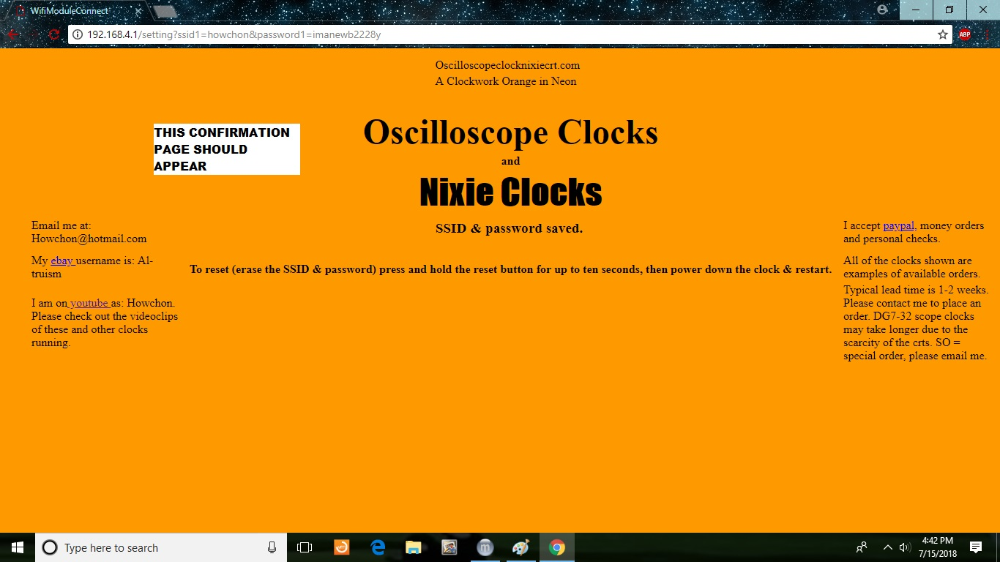 WifiModuleConnect
192.168.4.1/setting?ssid1=howchon&password1=imanewb2228y
ABP
Oscilloscopeclocknixiecrt.com
A Clockwork Orange in Neon
THIS CONFIRMATION
PAGE SHOULD
APPEAR
Oscilloscope Clocks
and
Nixie Clocks
SSID & password saved.
To reset (erase the SSID & password) press and hold the reset button for up to ten seconds, then power down the clock & restart.
Email me at:
Howchon@hotmail.com
My ebay username is: Al-
truism
I am on youtube as: Howchon.
Please check out the videoclips
of these and other clocks
running.
I accept paypal, money orders
and personal checks.
All of the clocks shown are
examples of available orders.
Typical lead time is 1-2 weeks.
Please contact me to place an
order. DG7-32 scope clocks
may take longer due to the
scarcity of the crts. SO =
special order, please email me.
Type here to search
4:42 PM
7/15/2018